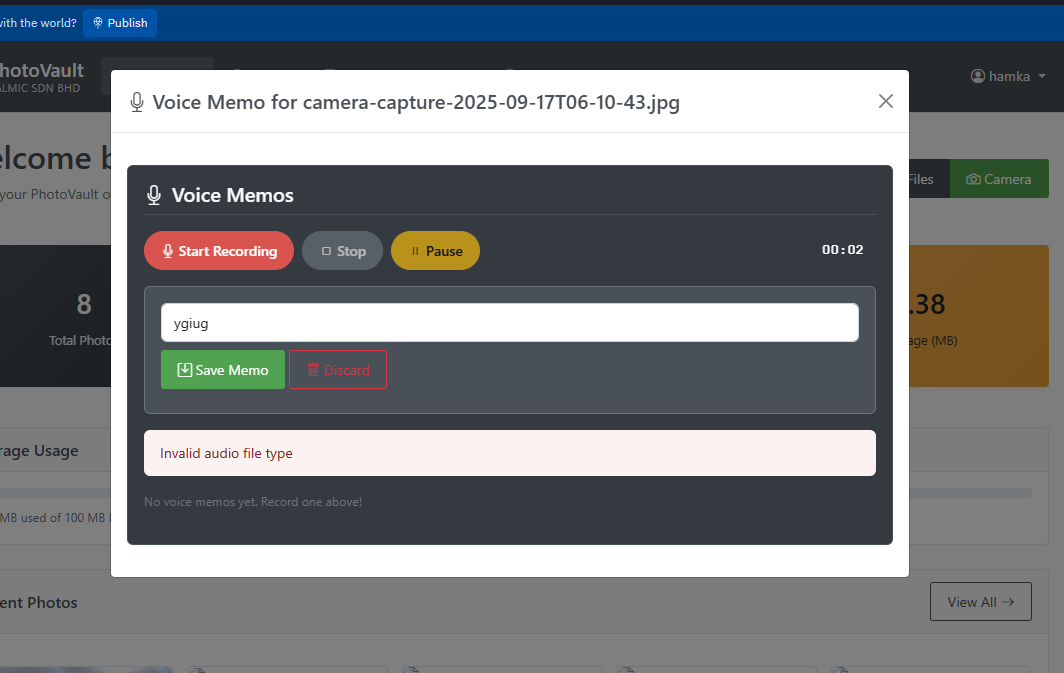 with the world? Publish
hotoVault
ALMIC SDN BHD
hamka
Voice Memo for camera-capture-2025-09-17T06-10-43.jpg
elcome b
your PhotoVault o
Files
Camera
Voice Memos
Start Recording Stop Pause 00:02
8
Total Photo
.38
age (MB)
ygiug
Save Memo Discard
Invalid audio file type
rage Usage
No voice memos yet. Record one above!
MB used of 100 MB
ent Photos
View All